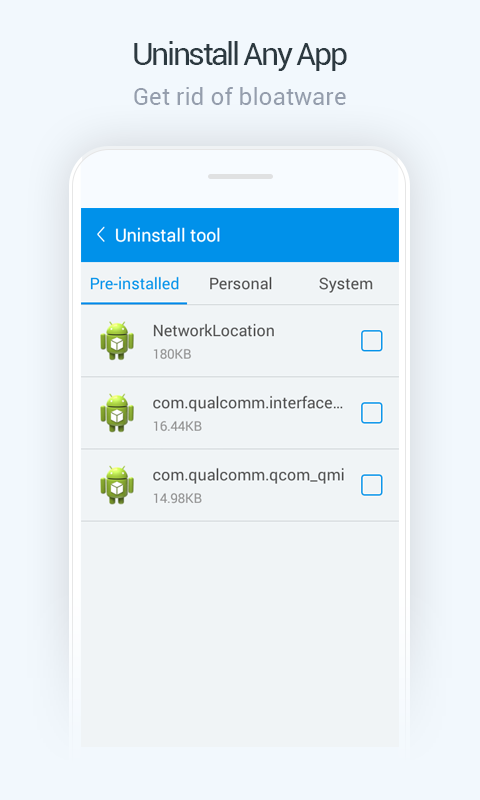 Uninstall Any App
Get rid of bloatware
Uninstall tool
Pre-installed Personal System
NetworkLocation
180KB
com.qualcomm.interface...
16.44KB
com.qualcomm.qcom_qmi
14.98KB